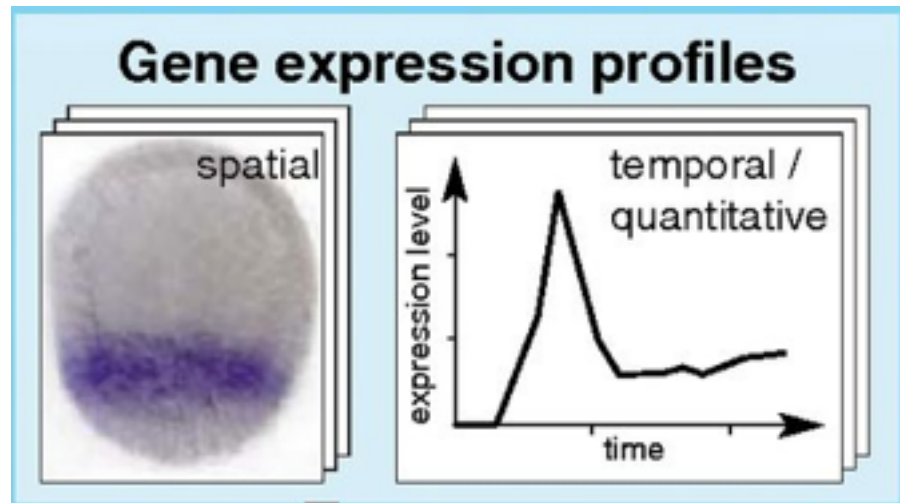 Gene expression profiles
spatial
temporal /
quantitative
expression level
time